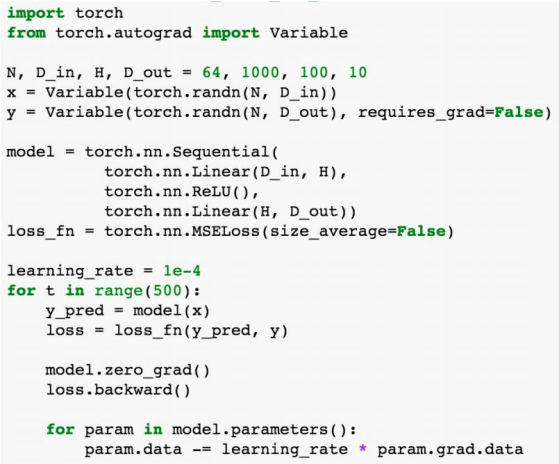 import torch
from torch.autograd import Variable

N, D_in, H, D_out = 64, 1000, 100, 10
x = Variable(torch.randn(N, D_in))
y = Variable(torch.randn(N, D_out), requires_grad=False)

model = torch.nn.Sequential(
          torch.nn.Linear(D_in, H),
          torch.nn.ReLU(),
          torch.nn.Linear(H, D_out))
loss_fn = torch.nn.MSELoss(size_average=False)

learning_rate = 1e-4
for t in range(500):
    y_pred = model(x)
    loss = loss_fn(y_pred, y)

    model.zero_grad()
    loss.backward()

    for param in model.parameters():
        param.data -= learning_rate * param.grad.data